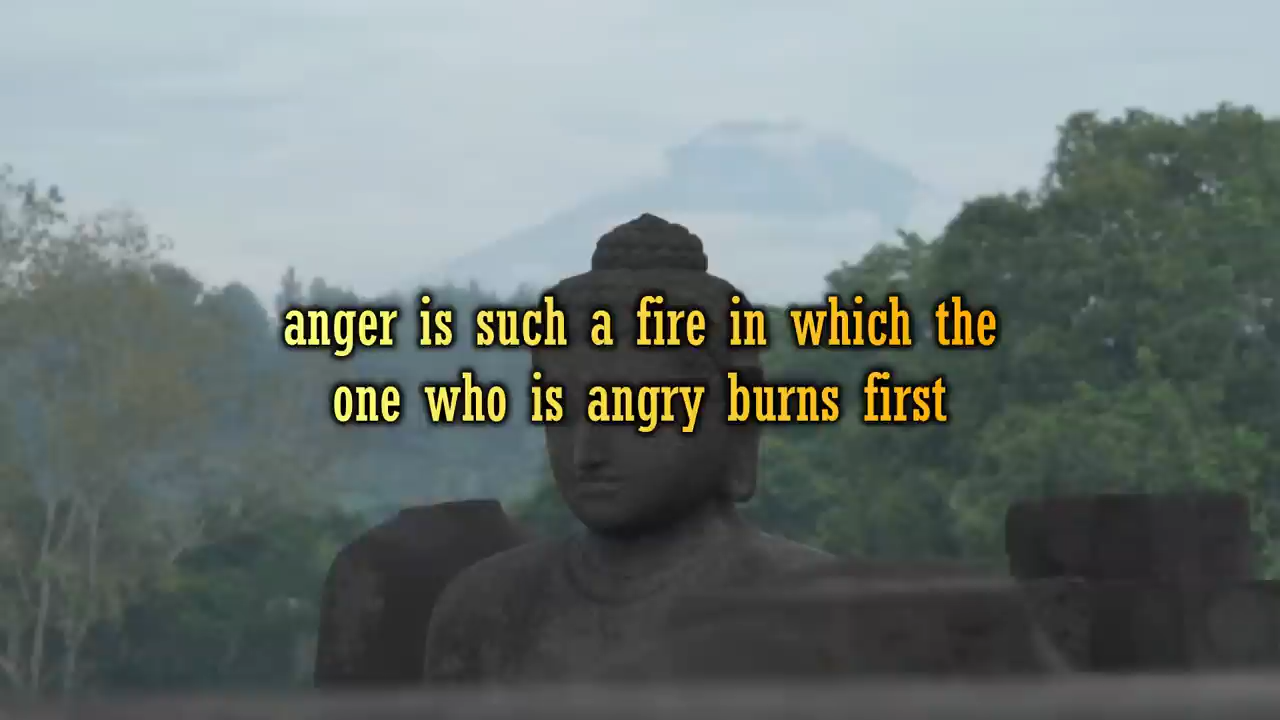 anger is such a fire in which the
one who is angry burns first